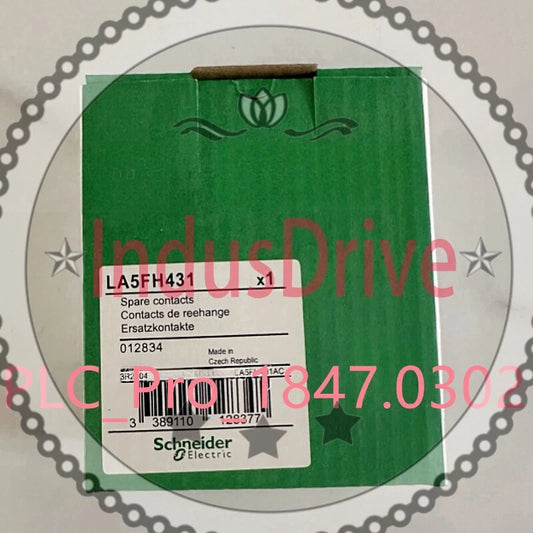 IndusDrive
LA5FH431 x1
Spare contacts
Contacts de reehange
Ersatzkontakte
012834
Made in
Czech Republic
PLC_Pro 1847.0302
3 389110 128377
Schneider
Electric